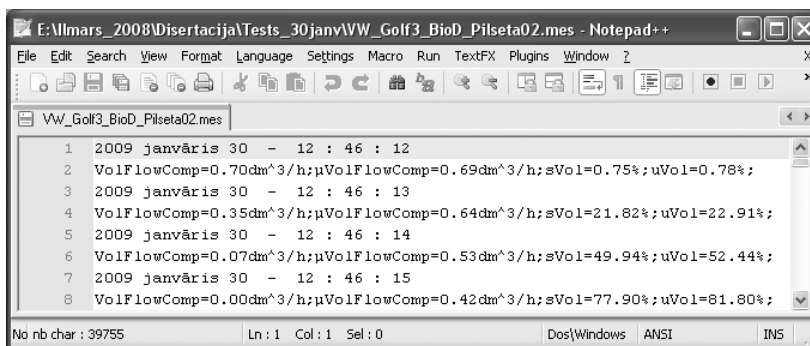 E:\Ilmars_2008\Disertacija\Tests_30janv\VW_Golf3_BioD_Pilseta02.mes - Notepad++
File Edit Search View Format Language Settings Macro Run TextFX Plugins Window ?
VW_Golf3_BioD_Pilseta02.mes
1 2009 janvāris 30 - 12 : 46 : 12
2 VolFlowComp=0.70dm^3/h;µVolFlowComp=0.69dm^3/h;sVol=0.75%;uVol=0.78%;
3 2009 janvāris 30 - 12 : 46 : 13
4 VolFlowComp=0.35dm^3/h;µVolFlowComp=0.64dm^3/h;sVol=21.82%;uVol=22.91%;
5 2009 janvāris 30 - 12 : 46 : 14
6 VolFlowComp=0.07dm^3/h;µVolFlowComp=0.53dm^3/h;sVol=49.94%;uVol=52.44%;
7 2009 janvāris 30 - 12 : 46 : 15
8 VolFlowComp=0.00dm^3/h;µVolFlowComp=0.42dm^3/h;sVol=77.90%;uVol=81.80%;
No nb char : 39755 Ln : 1 Col : 1 Sel : 0 Dos\Windows ANSI INS